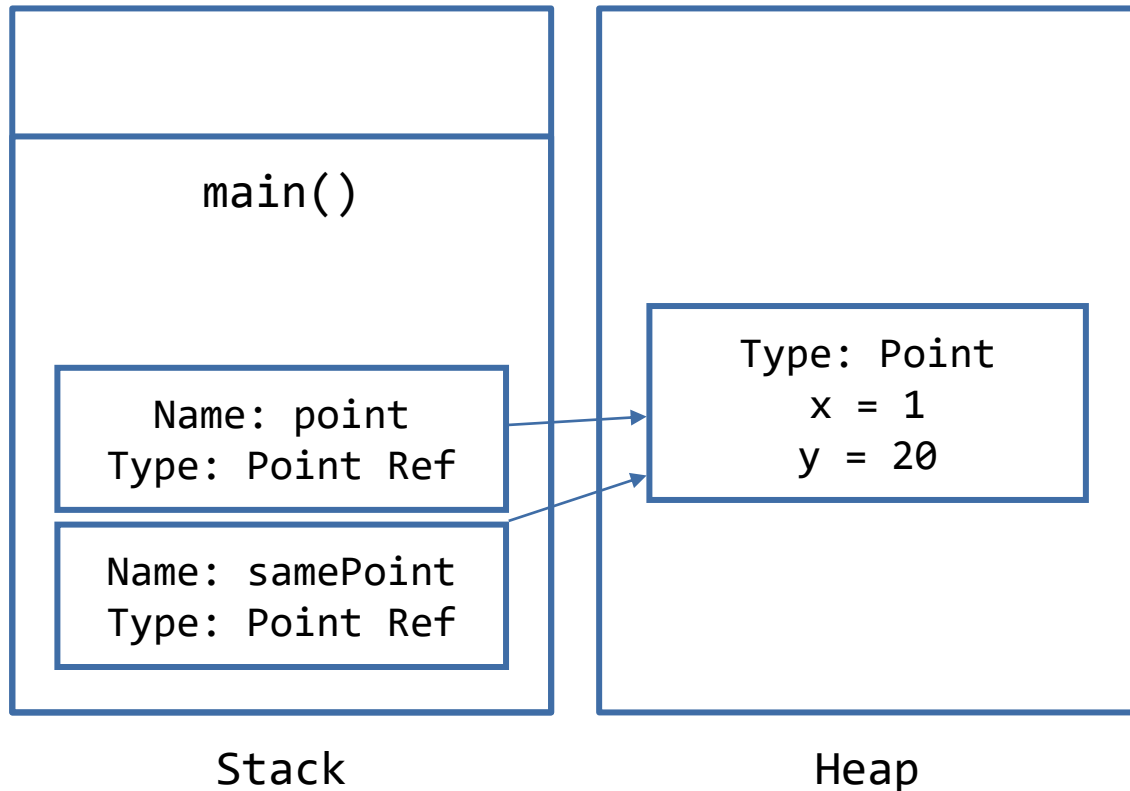 main()
Name: point
Type: Point Ref
Name: samePoint
Type: Point Ref
Stack
Type: Point
x = 1
y = 20
Heap